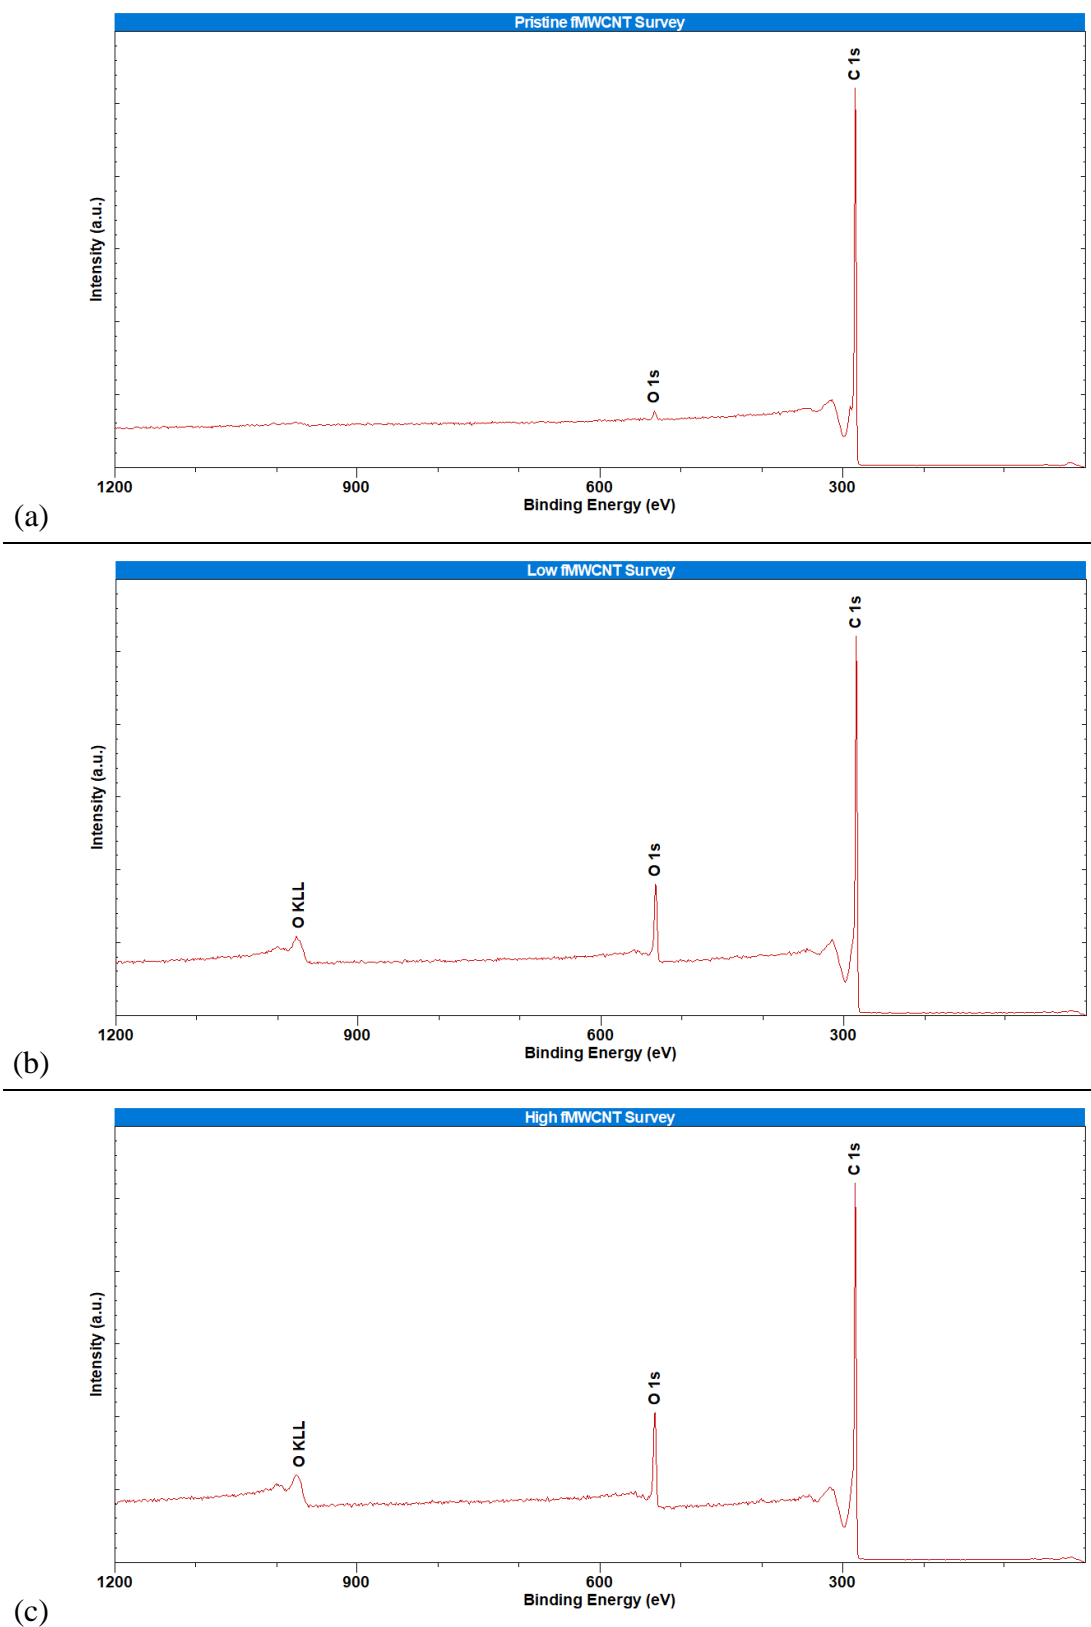 Pristine fMWCNT Survey
C 1s
O 1s
Intensity (a.u.)
1200 900 600 300
Binding Energy (eV)
(a)
Low fMWCNT Survey
C 1s
O 1s
O KLL
Intensity (a.u.)
1200 900 600 300
Binding Energy (eV)
(b)
High fMWCNT Survey
C 1s
O 1s
O KLL
Intensity (a.u.)
1200 900 600 300
Binding Energy (eV)
(c)